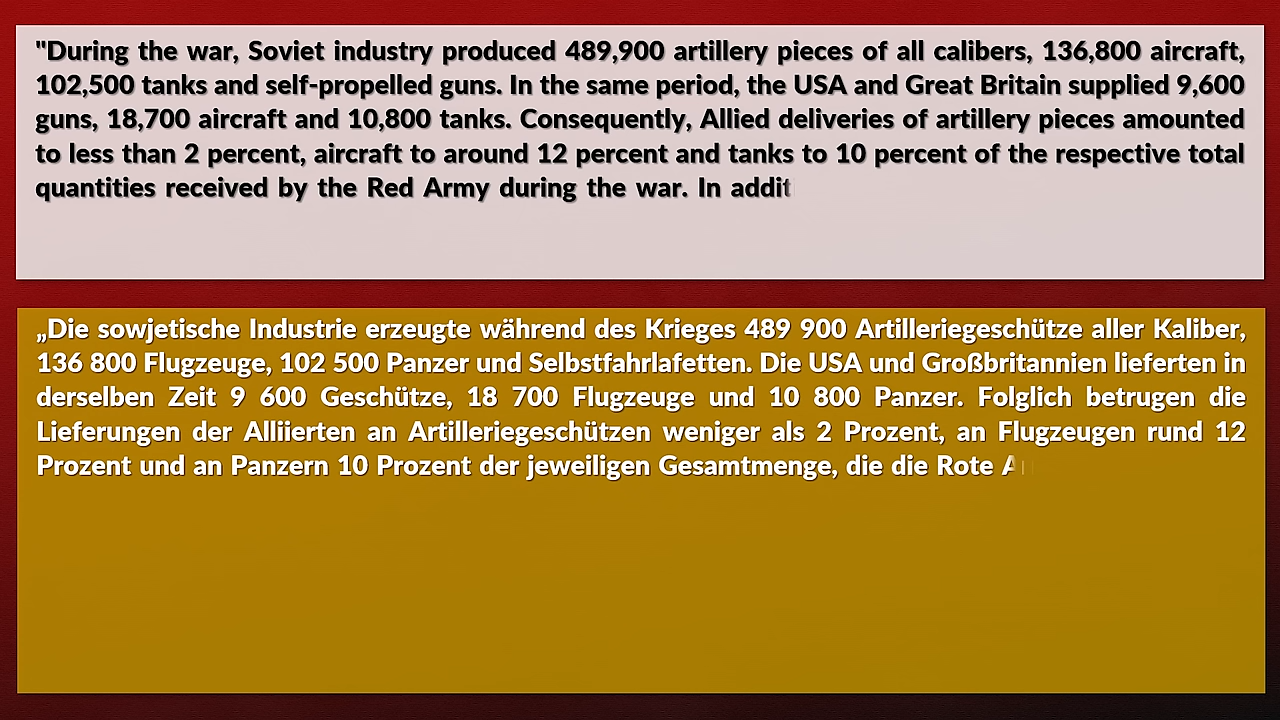 "During the war, Soviet industry produced 489,900 artillery pieces of all calibers, 136,800 aircraft,
102,500 tanks and self-propelled guns. In the same period, the USA and Great Britain supplied 9,600
guns, 18,700 aircraft and 10,800 tanks. Consequently, Allied deliveries of artillery pieces amounted
to less than 2 percent, aircraft to around 12 percent and tanks to 10 percent of the respective total
quantities received by the Red Army during the war. In addit
„Die sowjetische Industrie erzeugte während des Krieges 489 900 Artilleriegeschütze aller Kaliber,
136 800 Flugzeuge, 102 500 Panzer und Selbstfahrlafetten. Die USA und Großbritannien lieferten in
derselben Zeit 9 600 Geschütze, 18 700 Flugzeuge und 10 800 Panzer. Folglich betrugen die
Lieferungen der Alliierten an Artilleriegeschützen weniger als 2 Prozent, an Flugzeugen rund 12
Prozent und an Panzern 10 Prozent der jeweiligen Gesamtmenge, die die Rote